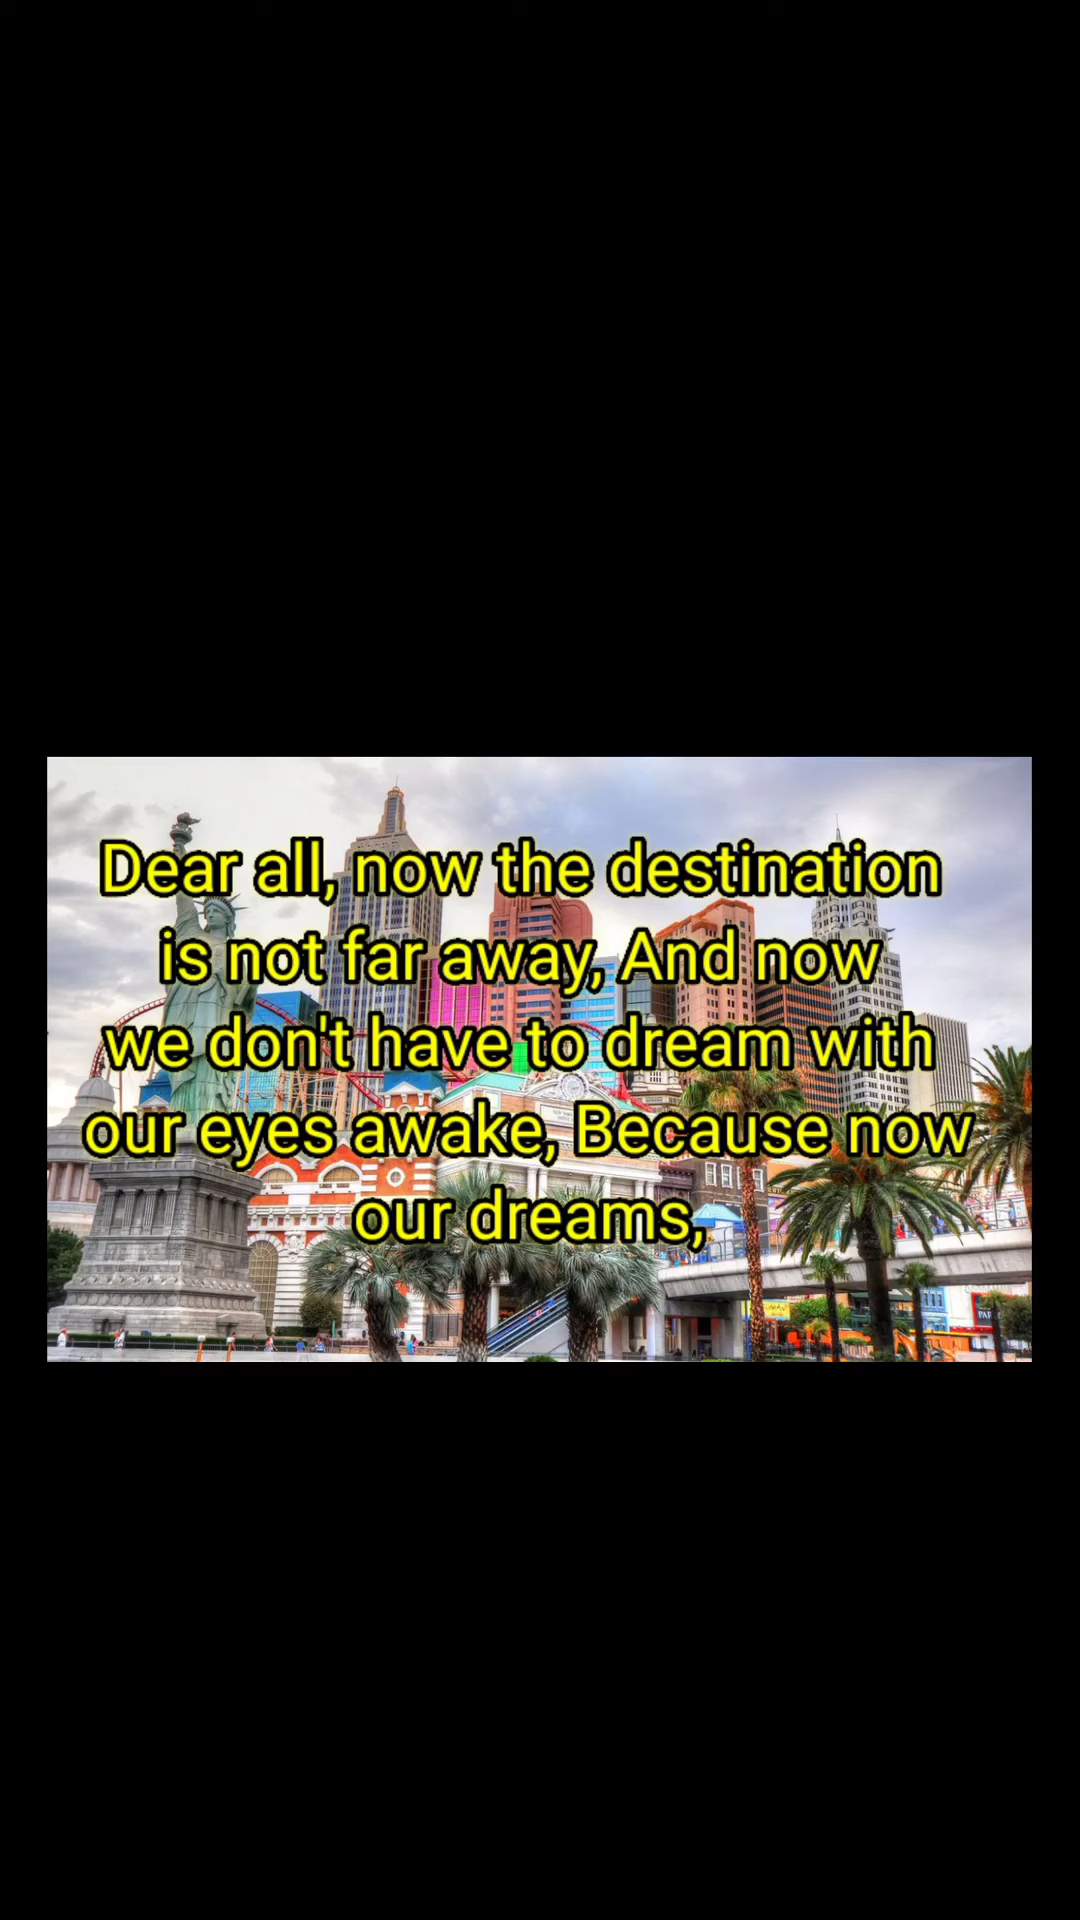 Dear all, now the destination
is not far away, And now
we don't have to dream with
our eyes awake, Because now
our dreams,